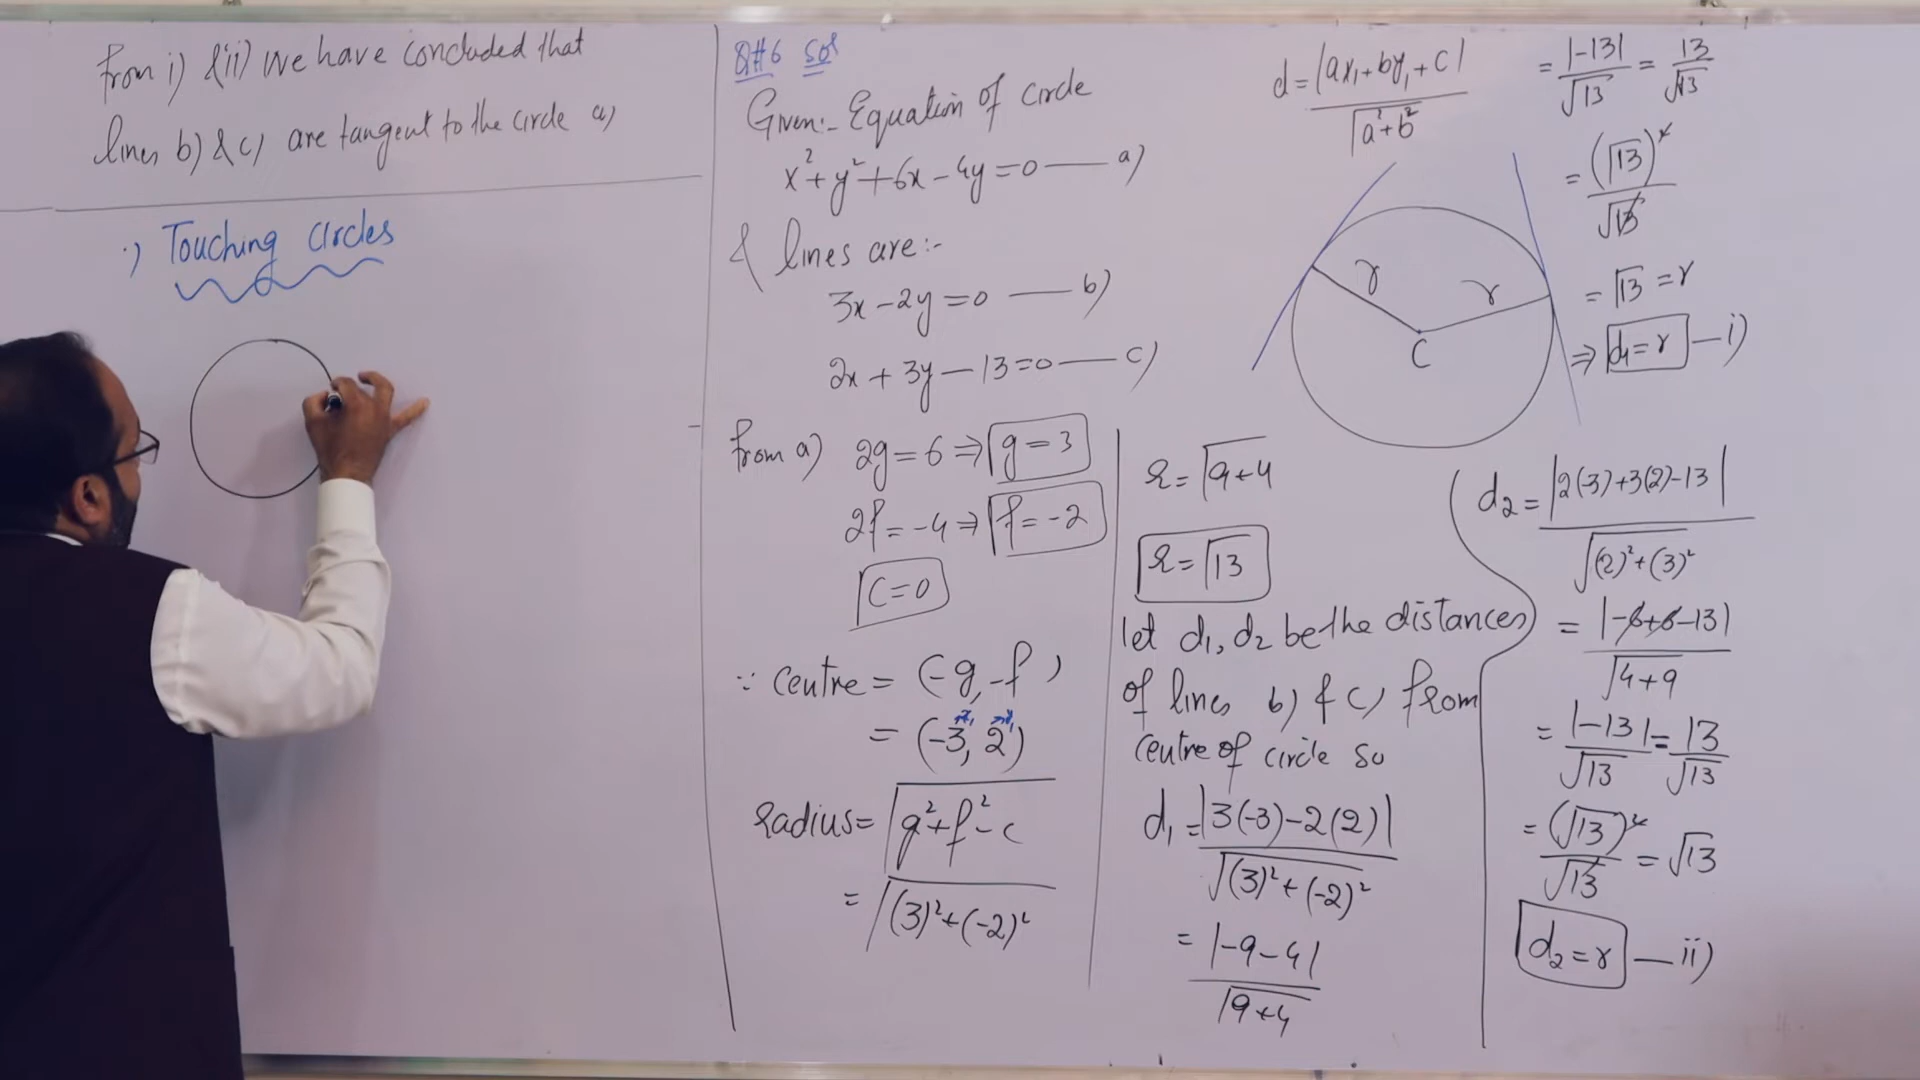 from i) & ii) we have concluded that
lines b) & c) are tangent to the circle a)
·) Touching circles
Q#6 Sol
Given:- Equation of circle
x²+y²+6x-4y=0 — a)
& lines are:-
3x-2y=0 — b)
2x+3y-13=0 — c)
from a) 2g=6 ⇒ g=3
2f=-4 ⇒ f=-2
C=0
∵ centre = (-g,-f)
= (-3, 2)
radius = √g²+f²-c
= √(3)²+(-2)²
r=√9+4
r=√13
let d₁, d₂ be the distances
of lines b) & c) from
centre of circle so
d₁ = |3(-3)-2(2)|
√(3)²+(-2)²
= |-9-4|
√9+4
d = |ax₁+by₁+c|
√a²+b²
r r
C
= |-13| = 13
√13 √13
= (√13)²
√13
= √13 = r
⇒ d₁=r — i)
d₂ = |2(-3)+3(2)-13|
√(2)²+(3)²
= |-6+6-13|
√4+9
= |-13| = 13
√13 √13
= (√13)² = √13
√13
d₂=r — ii)